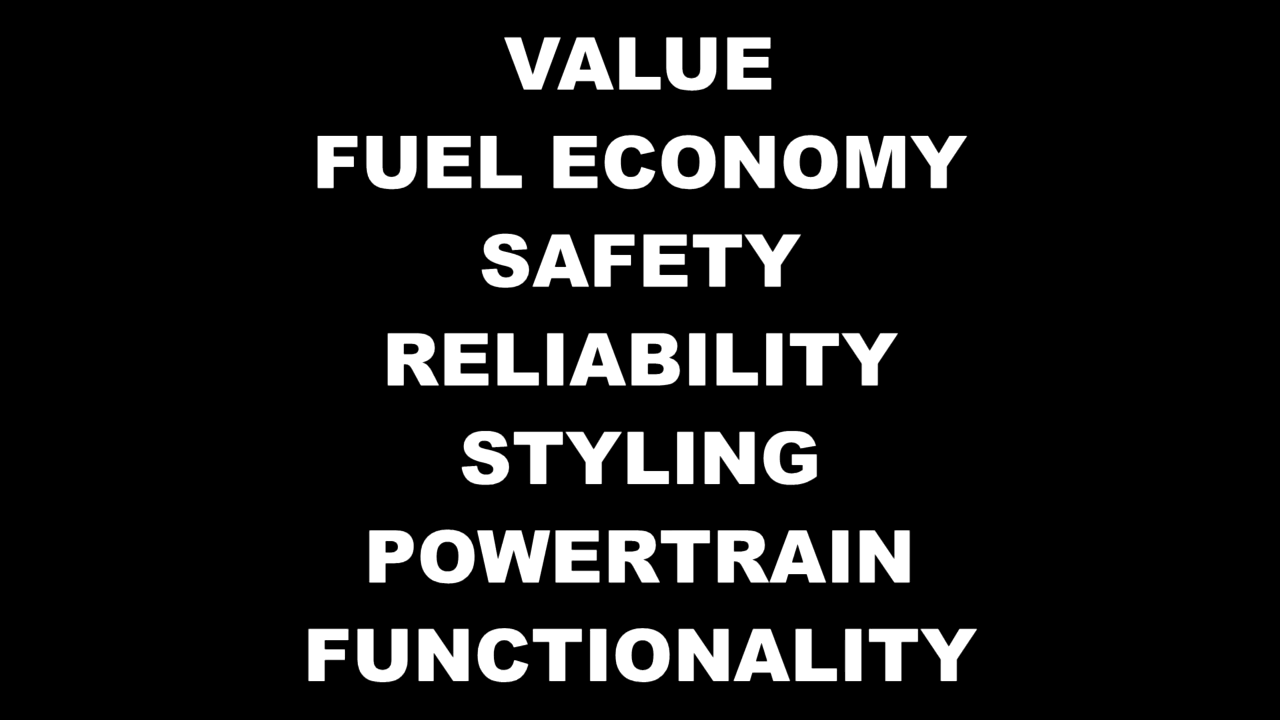 VALUE
FUEL ECONOMY
SAFETY
RELIABILITY
STYLING
POWERTRAIN
FUNCTIONALITY